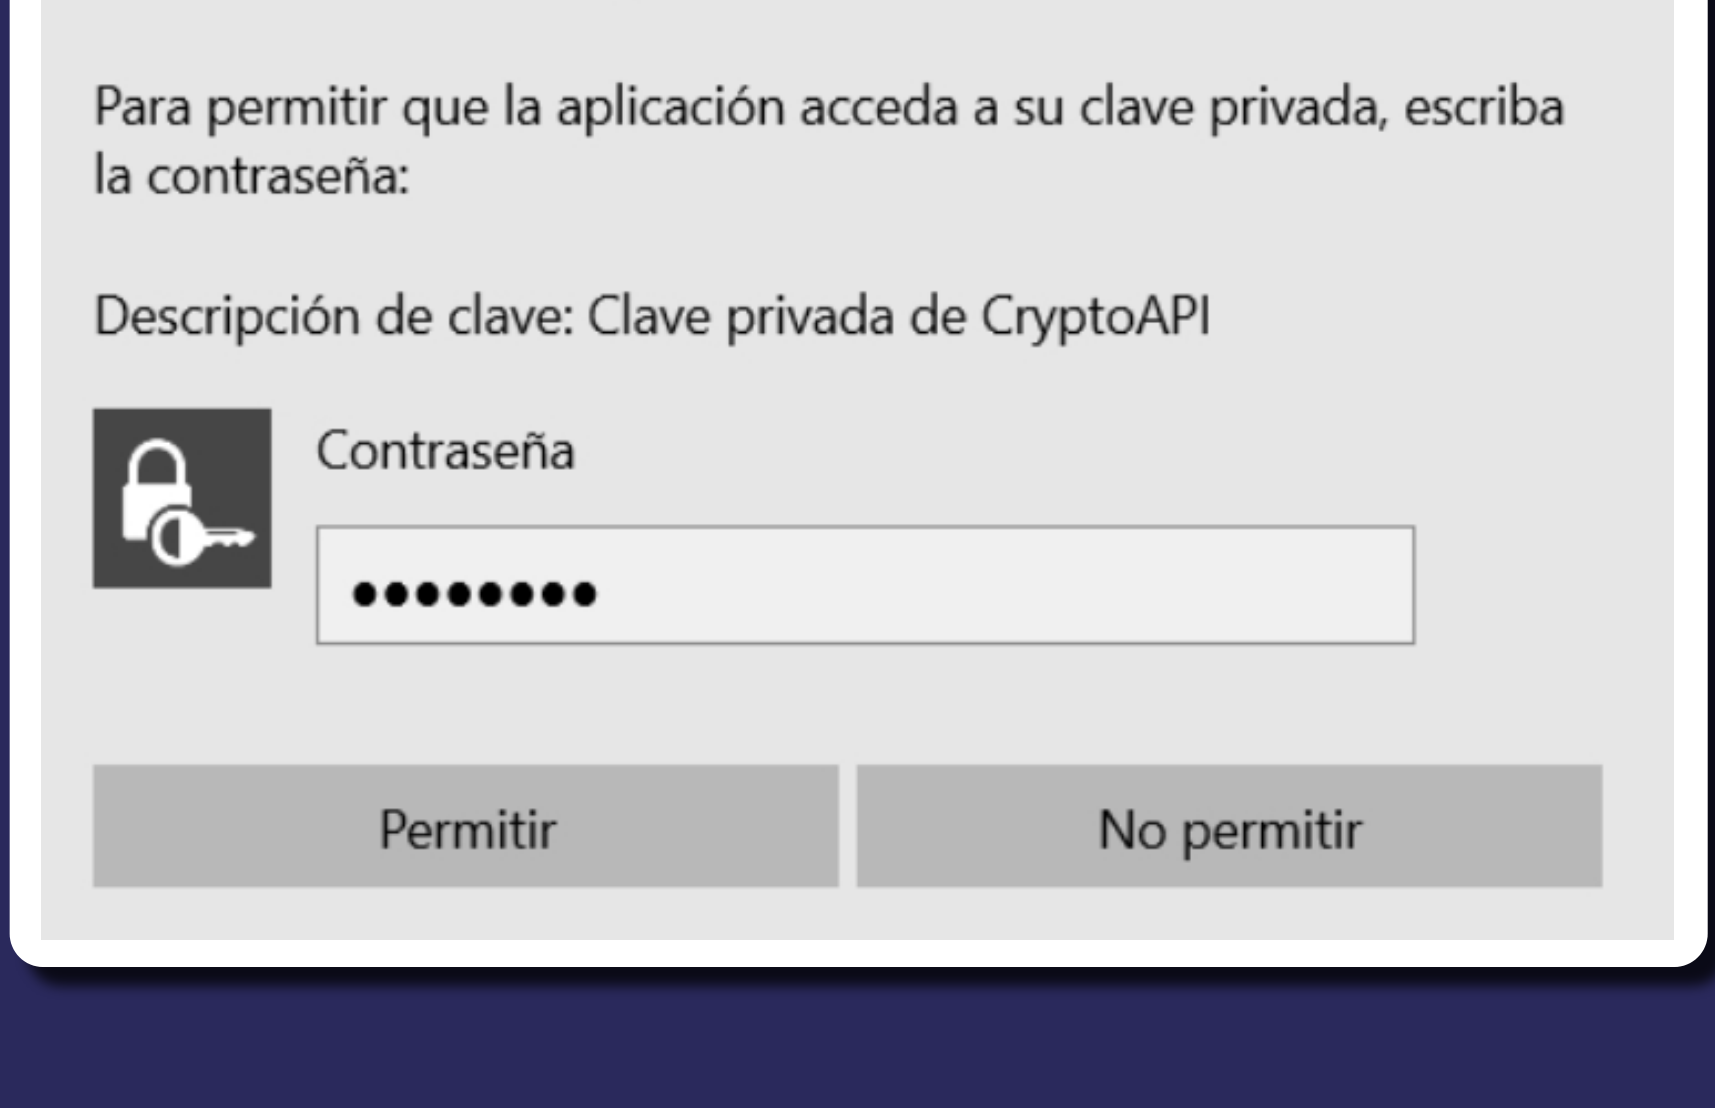 Para permitir que la aplicación acceda a su clave privada, escriba
la contraseña:
Descripción de clave: Clave privada de CryptoAPI
Contraseña
••••••••
Permitir
No permitir